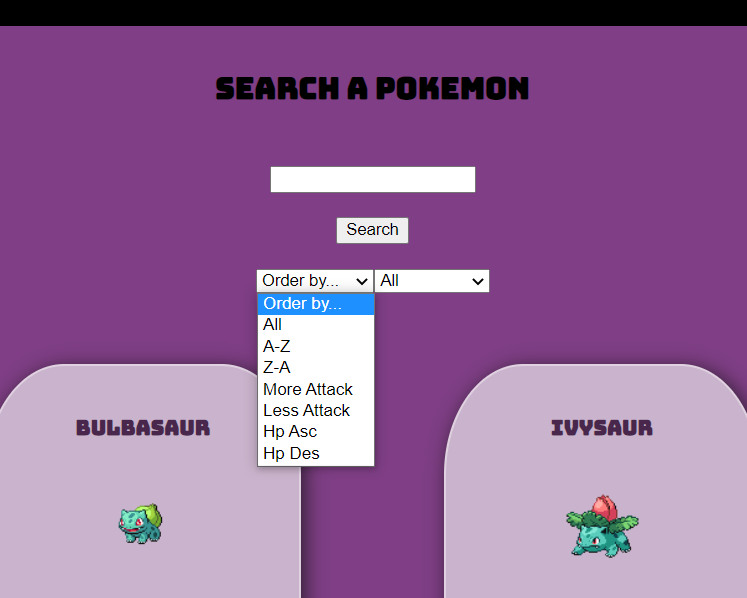 SEARCH A POKEMON
Search
Order by... All
Order by...
All
A-Z
Z-A
More Attack
Less Attack
Hp Asc
Hp Des
BULBASAUR IVYSAUR